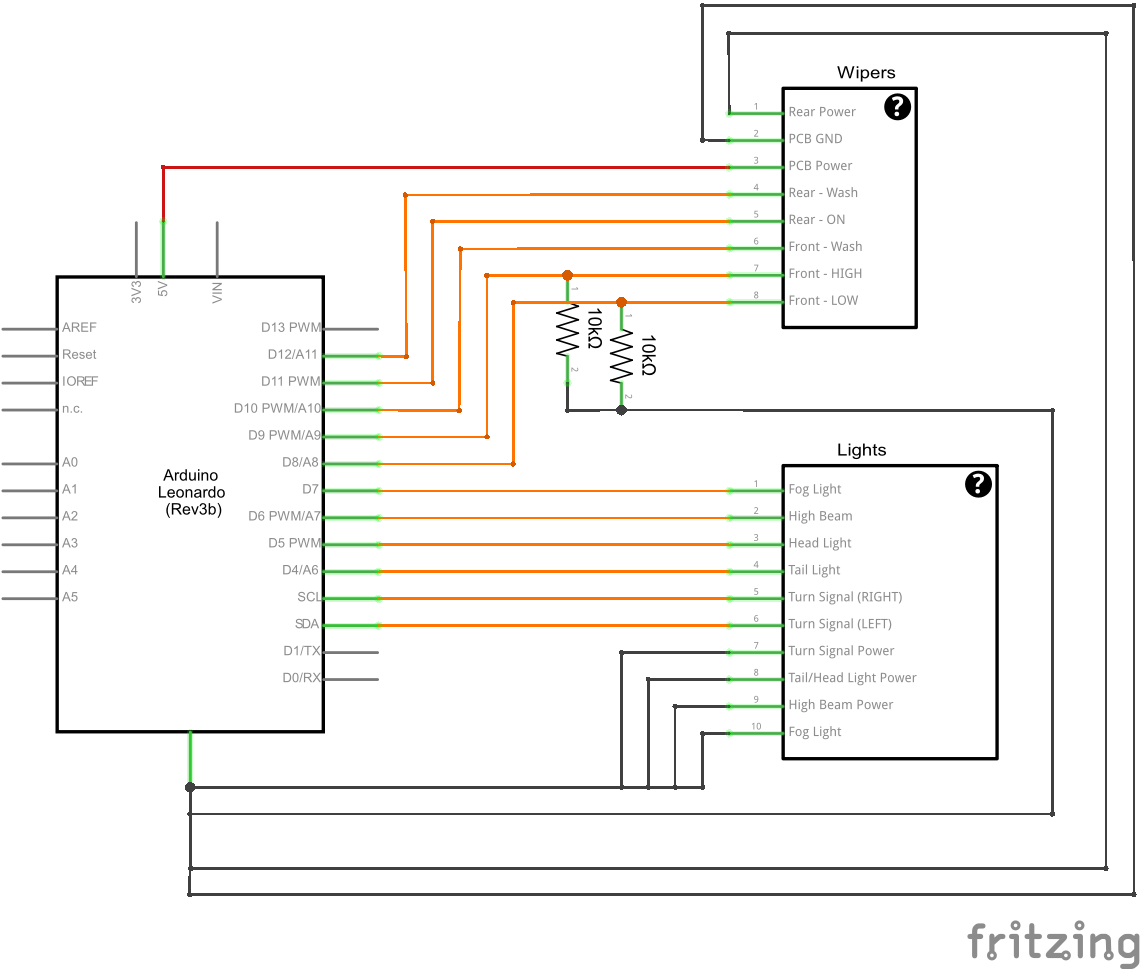 Wipers
?
1 Rear Power
2 PCB GND
3 PCB Power
4 Rear - Wash
5 Rear - ON
6 Front - Wash
7 Front - HIGH
8 Front - LOW
3V3
5V
VIN
AREF
Reset
IOREF
n.c.
A0
A1
A2
A3
A4
A5
Arduino
Leonardo
(Rev3b)
D13 PWM
D12/A11
D11 PWM
D10 PWM/A10
D9 PWM/A9
D8/A8
D7
D6 PWM/A7
D5 PWM
D4/A6
SCL
SDA
D1/TX
D0/RX
1
10kΩ
2
1
10kΩ
2
Lights
?
1 Fog Light
2 High Beam
3 Head Light
4 Tail Light
5 Turn Signal (RIGHT)
6 Turn Signal (LEFT)
7 Turn Signal Power
8 Tail/Head Light Power
9 High Beam Power
10 Fog Light
fritzing